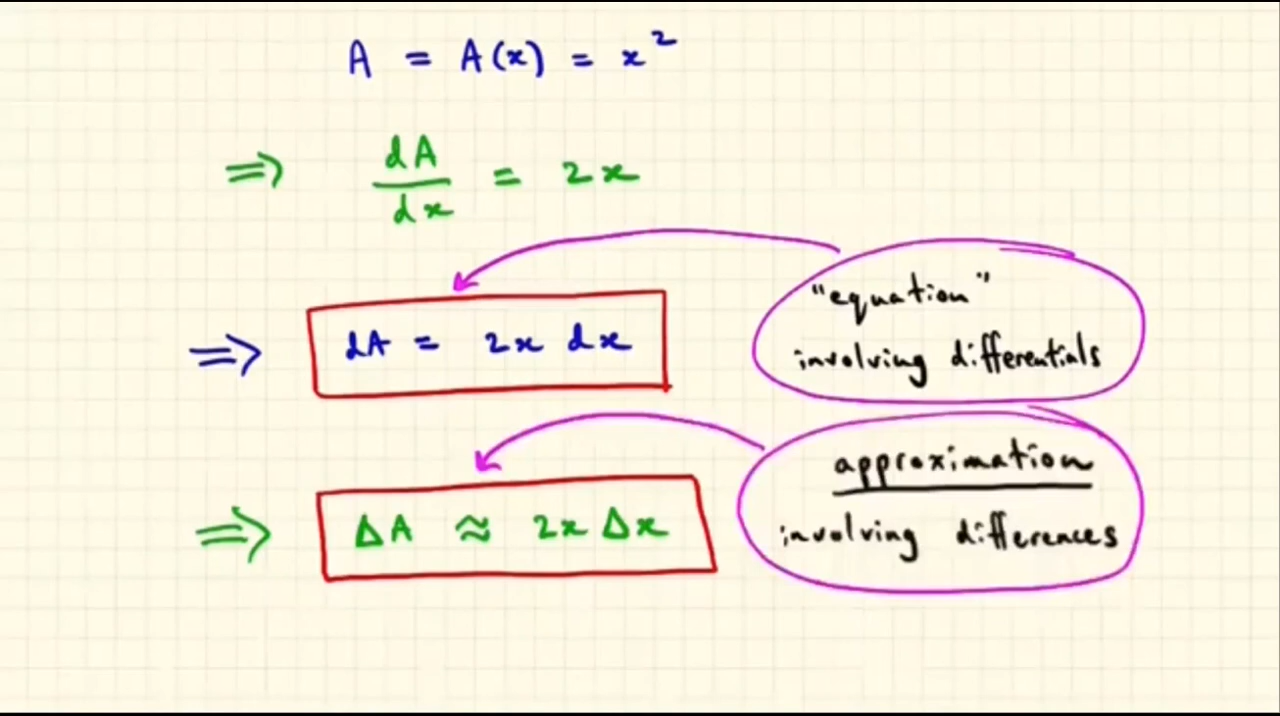 A = A(x) = x²
⇒ dA/dx = 2x
⇒ dA = 2x dx
"equation"
involving differentials
⇒ ΔA ≈ 2x Δx
approximation
involving differences